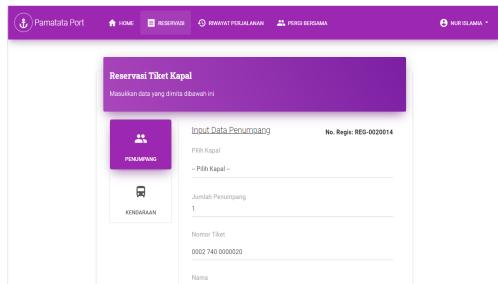 Pamatata Port
HOME
RESERVASI
RIWAYAT PERJALANAN
PERGI BERSAMA
NUR ISLAMIA
Reservasi Tiket Kapal
Masukkan data yang dimita dibawah ini
PENUMPANG
KENDARAAN
Input Data Penumpang
No. Regis: REG-0020014
Pilih Kapal
-- Pilih Kapal --
Jumlah Penumpang
1
Nomor Tiket
0002 740 0000020
Nama